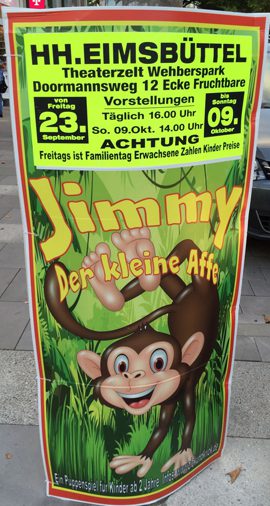 HH.EIMSBÜTTEL
Theaterzelt Wehberspark
Doormannsweg 12 Ecke Fruchtbare
von
Freitag
23.
September
Vorstellungen
Täglich 16.00 Uhr
So. 09.Okt. 14.00 Uhr
ACHTUNG
bis
Sonntag
09.
Oktober
Freitags ist Familientag Erwachsene Zahlen Kinder Preise
Jimmy
Der kleine Affe
Ein Puppenspiel für Kinder ab 2 Jahre